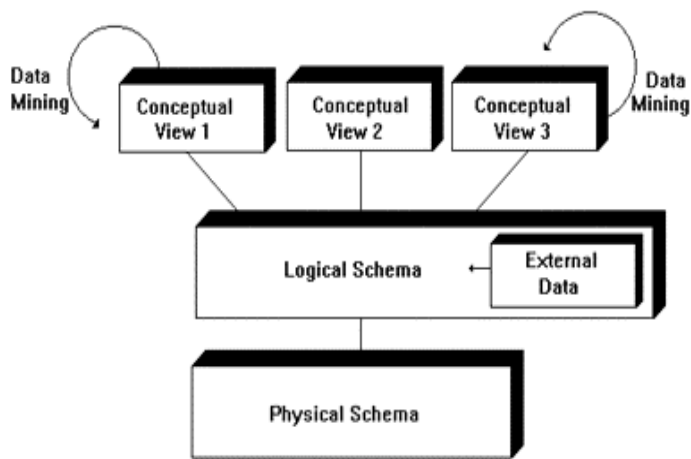 Data
Mining
Conceptual
View 1
Conceptual
View 2
Conceptual
View 3
Data
Mining
Logical Schema
External
Data
Physical Schema